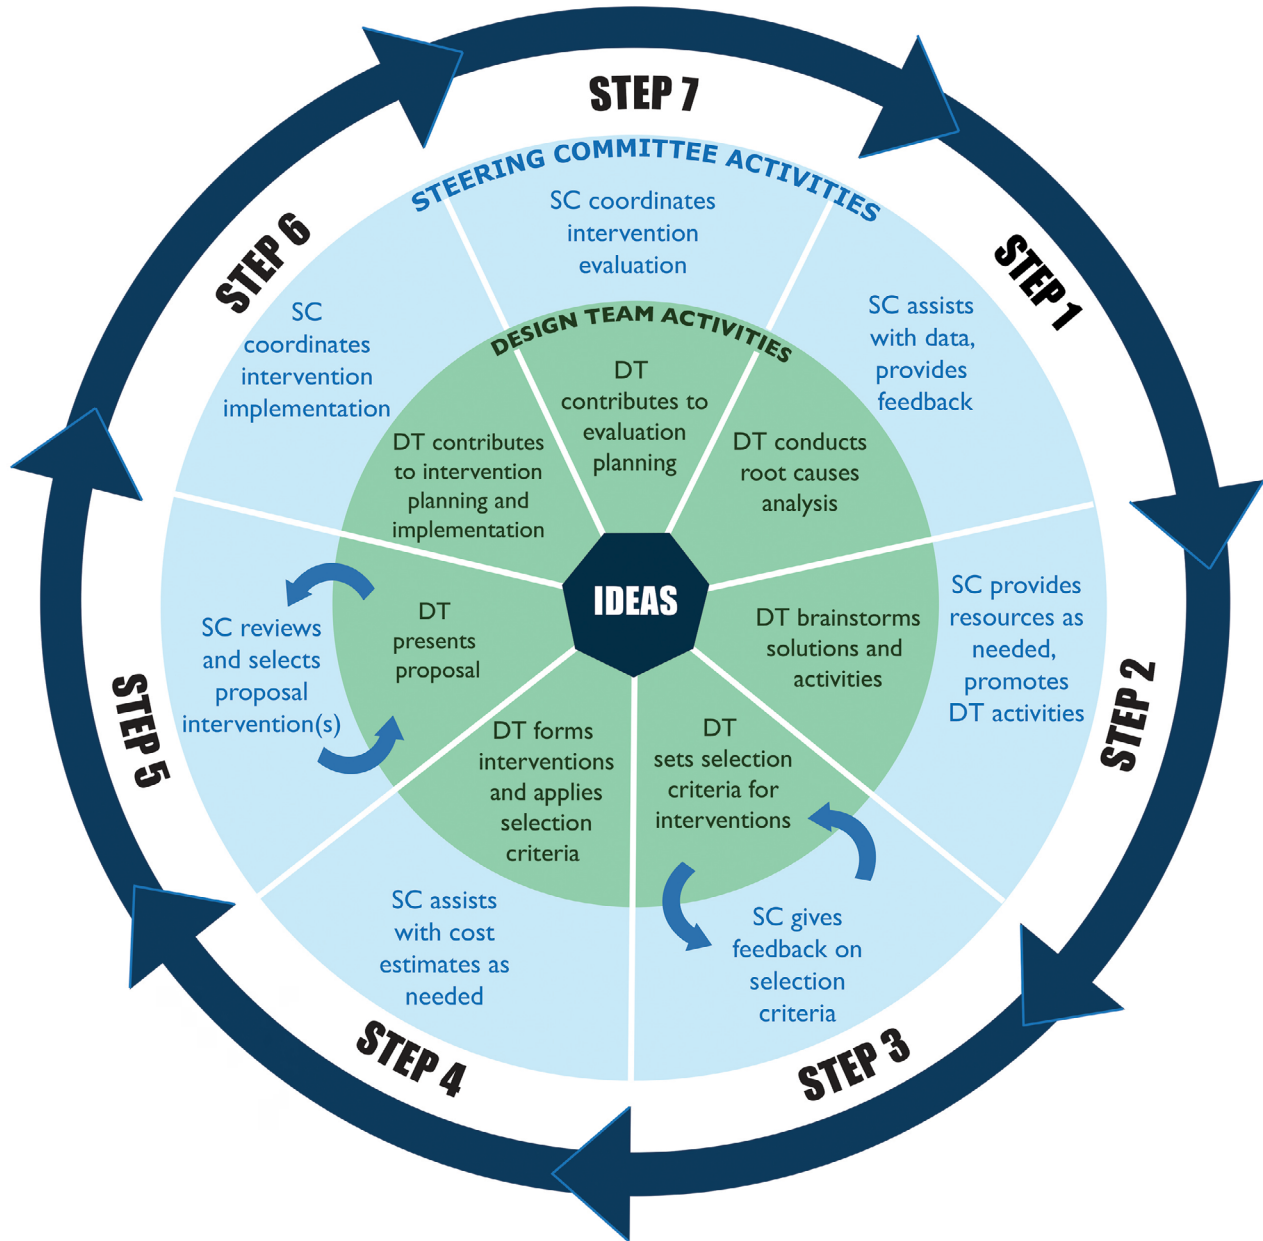 STEP 7
STEERING COMMITTEE ACTIVITIES
SC coordinates
intervention
evaluation
DESIGN TEAM ACTIVITIES
DT
contributes to
evaluation
planning
STEP 1
SC assists
with data,
provides
feedback
DT conducts
root causes
analysis
STEP 2
SC provides
resources as
needed,
promotes
DT activities
DT brainstorms
solutions and
activities
STEP 3
DT
sets selection
criteria for
interventions
SC gives
feedback on
selection
criteria
STEP 4
DT forms
interventions
and applies
selection
criteria
SC assists
with cost
estimates as
needed
STEP 5
DT
presents
proposal
SC reviews
and selects
proposal
intervention(s)
STEP 6
SC
coordinates
intervention
implementation
DT contributes
to intervention
planning and
implementation
IDEAS